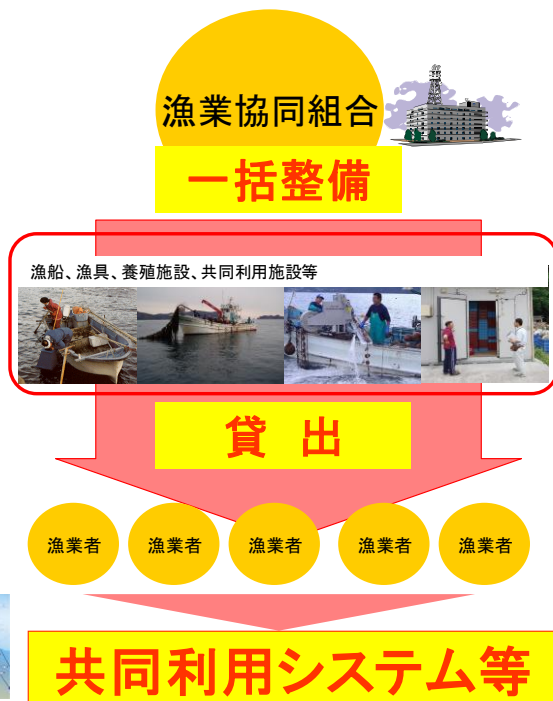 漁業協同組合
一括整備
漁船、漁具、養殖施設、共同利用施設等
貸 出
漁業者 漁業者 漁業者 漁業者 漁業者
共同利用システム等